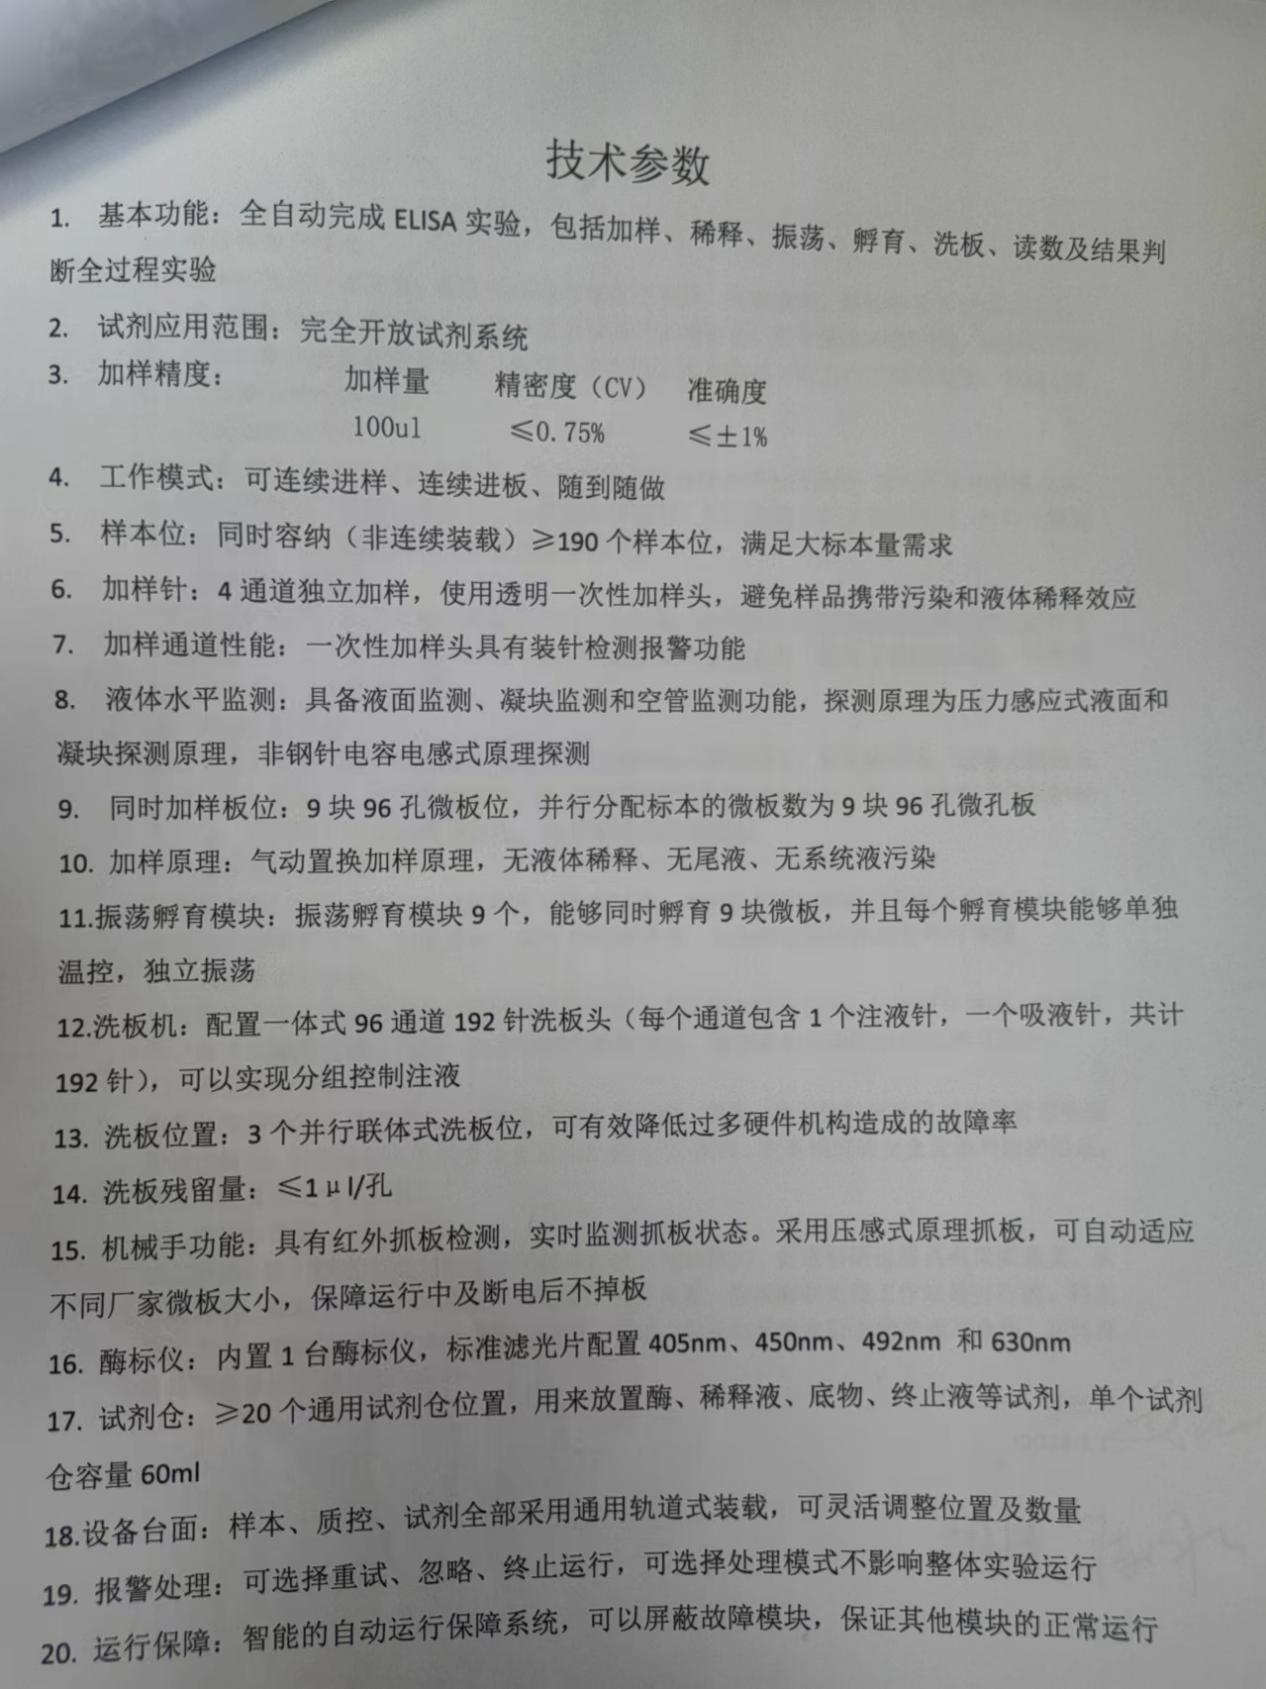 技术参数
1. 基本功能：全自动完成 ELISA 实验，包括加样、稀释、振荡、孵育、洗板、读数及结果判
断全过程实验
2. 试剂应用范围：完全开放试剂系统
3. 加样精度： 加样量 精密度（CV） 准确度
100ul ≤0.75% ≤±1%
4. 工作模式：可连续进样、连续进板、随到随做
5. 样本位：同时容纳（非连续装载）≥190 个样本位，满足大标本量需求
6. 加样针：4 通道独立加样，使用透明一次性加样头，避免样品携带污染和液体稀释效应
7. 加样通道性能：一次性加样头具有装针检测报警功能
8. 液体水平监测：具备液面监测、凝块监测和空管监测功能，探测原理为压力感应式液面和
凝块探测原理，非钢针电容电感式原理探测
9. 同时加样板位：9 块 96 孔微板位，并行分配标本的微板数为 9 块 96 孔微孔板
10. 加样原理：气动置换加样原理，无液体稀释、无尾液、无系统液污染
11.振荡孵育模块：振荡孵育模块 9 个，能够同时孵育 9 块微板，并且每个孵育模块能够单独
温控，独立振荡
12.洗板机：配置一体式 96 通道 192 针洗板头（每个通道包含 1 个注液针，一个吸液针，共计
192 针），可以实现分组控制注液
13. 洗板位置：3 个并行联体式洗板位，可有效降低过多硬件机构造成的故障率
14. 洗板残留量：≤1μl/孔
15. 机械手功能：具有红外抓板检测，实时监测抓板状态。采用压感式原理抓板，可自动适应
不同厂家微板大小，保障运行中及断电后不掉板
16. 酶标仪：内置 1 台酶标仪，标准滤光片配置 405nm、450nm、492nm 和 630nm
17. 试剂仓：≥20 个通用试剂仓位置，用来放置酶、稀释液、底物、终止液等试剂，单个试剂
仓容量 60ml
18.设备台面：样本、质控、试剂全部采用通用轨道式装载，可灵活调整位置及数量
19. 报警处理：可选择重试、忽略、终止运行，可选择处理模式不影响整体实验运行
20. 运行保障：智能的自动运行保障系统，可以屏蔽故障模块，保证其他模块的正常运行